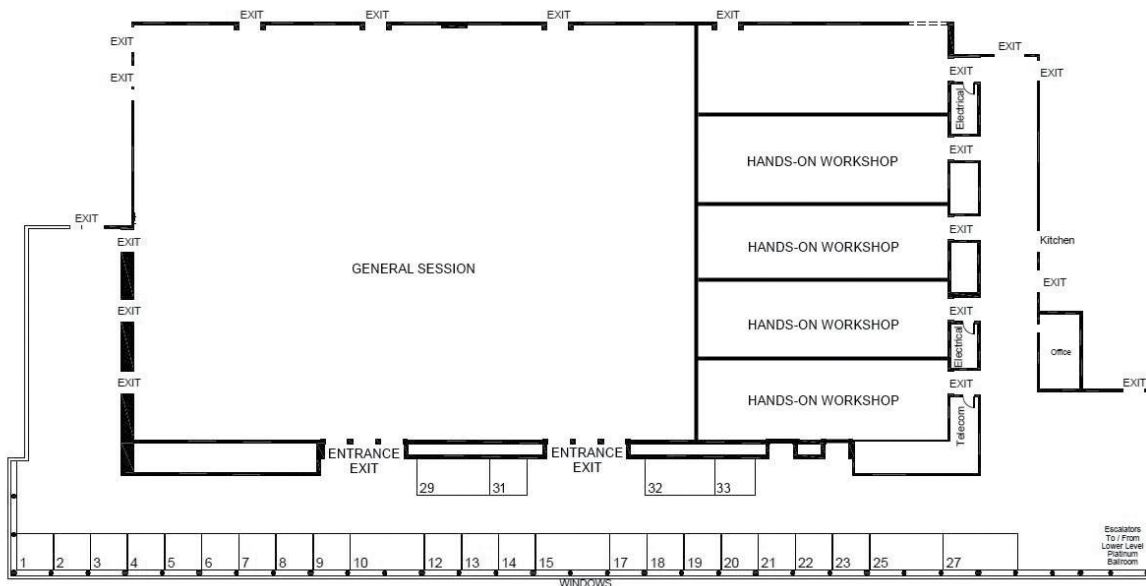 EXIT EXIT EXIT EXIT
EXIT EXIT
EXIT EXIT EXIT
EXIT
Electrical
EXIT
HANDS-ON WORKSHOP
EXIT
EXIT
EXIT
HANDS-ON WORKSHOP
Kitchen
GENERAL SESSION
EXIT
EXIT
EXIT
HANDS-ON WORKSHOP
Electrical
Office
EXIT
EXIT
EXIT
HANDS-ON WORKSHOP
Telecom
ENTRANCE
EXIT
ENTRANCE
EXIT
29 31 32 33
Escalators
To / From
Lower Level
Platinum
Ballroom
1 2 3 4 5 6 7 8 9 10 12 13 14 15 17 18 19 20 21 22 23 25 27
WINDOWS